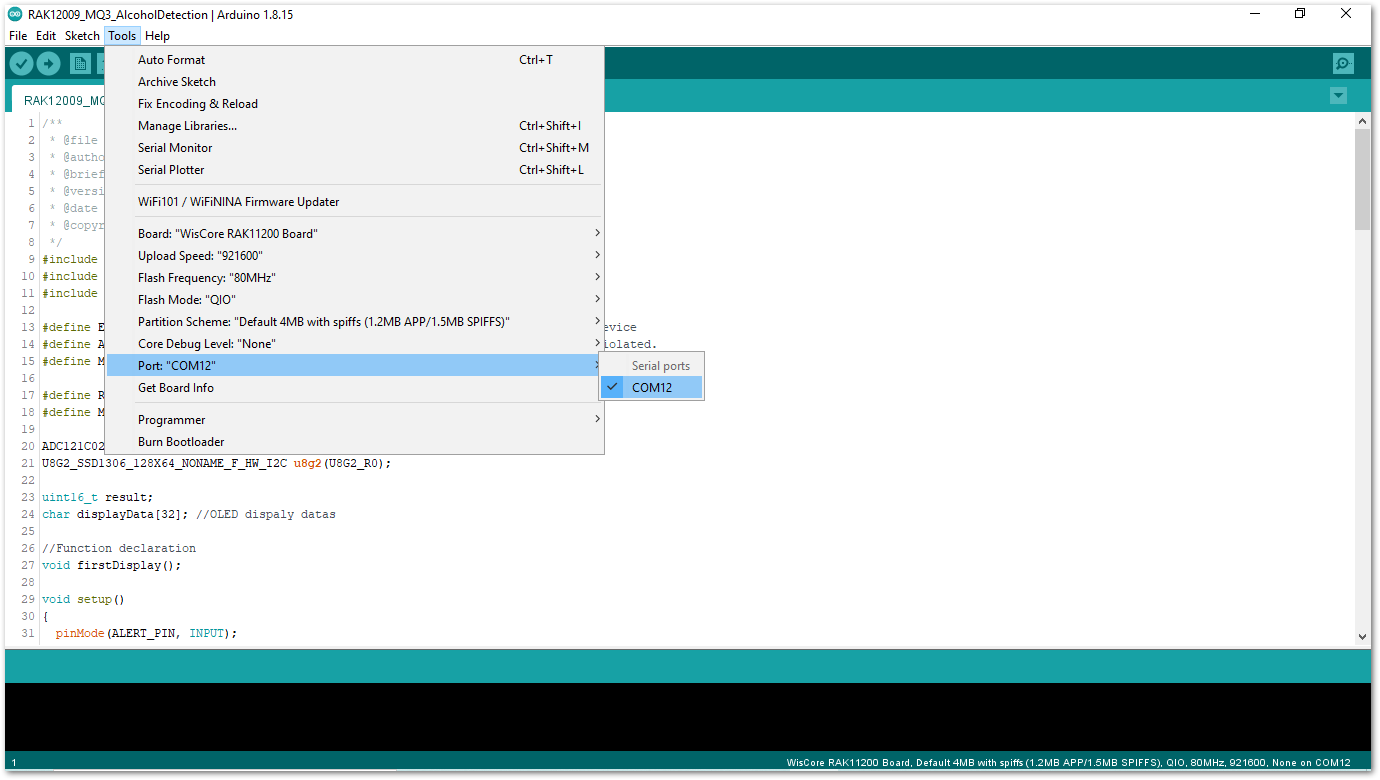 RAK12009_MQ3_AlcoholDetection | Arduino 1.8.15
File Edit Sketch Tools Help
Auto Format Ctrl+T
Archive Sketch
Fix Encoding & Reload
Manage Libraries... Ctrl+Shift+I
Serial Monitor Ctrl+Shift+M
Serial Plotter Ctrl+Shift+L
WiFi101 / WiFiNINA Firmware Updater
Board: "WisCore RAK11200 Board"
Upload Speed: "921600"
Flash Frequency: "80MHz"
Flash Mode: "QIO"
Partition Scheme: "Default 4MB with spiffs (1.2MB APP/1.5MB SPIFFS)"
Core Debug Level: "None"
Port: "COM12"
Get Board Info
Programmer
Burn Bootloader
Serial ports
COM12
RAK12009_MQ
1 /**
2 * @file
3 * @autho
4 * @brief
5 * @versi
6 * @date
7 * @copyr
8 */
9 #include
10 #include
11 #include
12
13 #define E evice
14 #define A iolated.
15 #define M
16
17 #define R
18 #define M
19
20 ADC121C02
21 U8G2_SSD1306_128X64_NONAME_F_HW_I2C u8g2(U8G2_R0);
22
23 uint16_t result;
24 char displayData[32]; //OLED dispaly datas
25
26 //Function declaration
27 void firstDisplay();
28
29 void setup()
30 {
31 pinMode(ALERT_PIN, INPUT);
1 WisCore RAK11200 Board, Default 4MB with spiffs (1.2MB APP/1.5MB SPIFFS), QIO, 80MHz, 921600, None on COM12